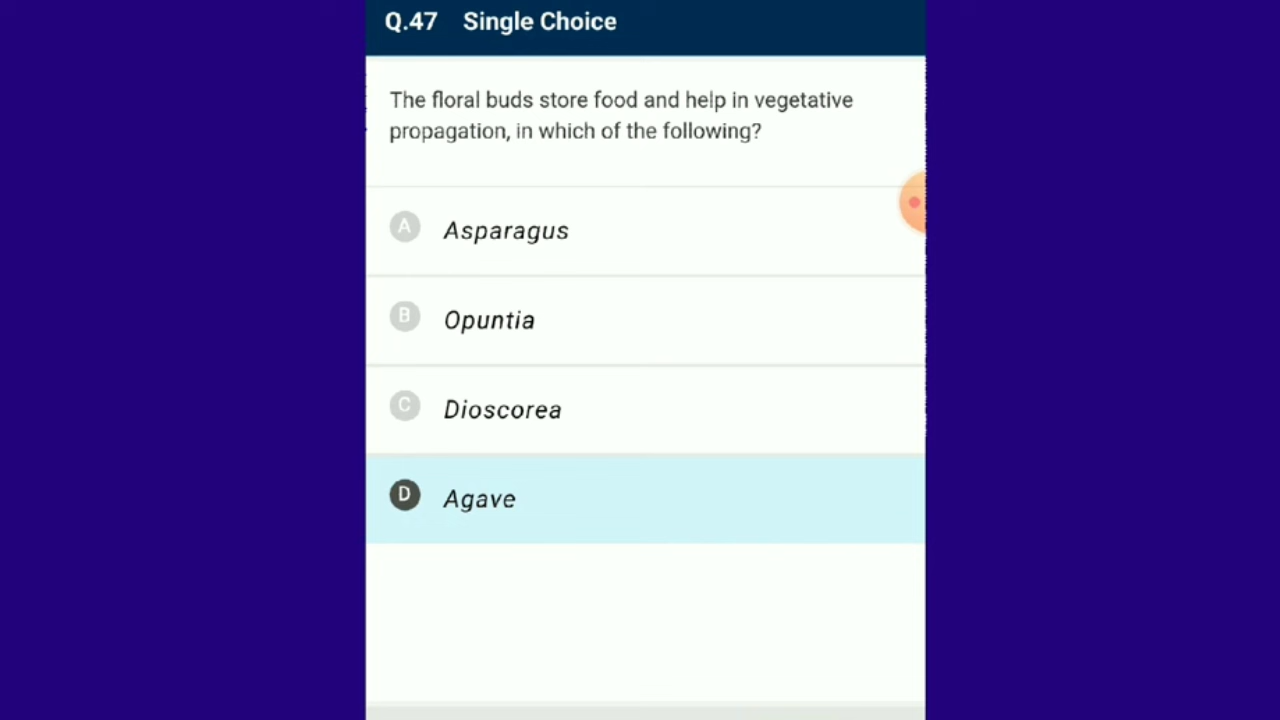 Q.47 Single Choice
The floral buds store food and help in vegetative
propagation, in which of the following?
A Asparagus
B Opuntia
C Dioscorea
D Agave